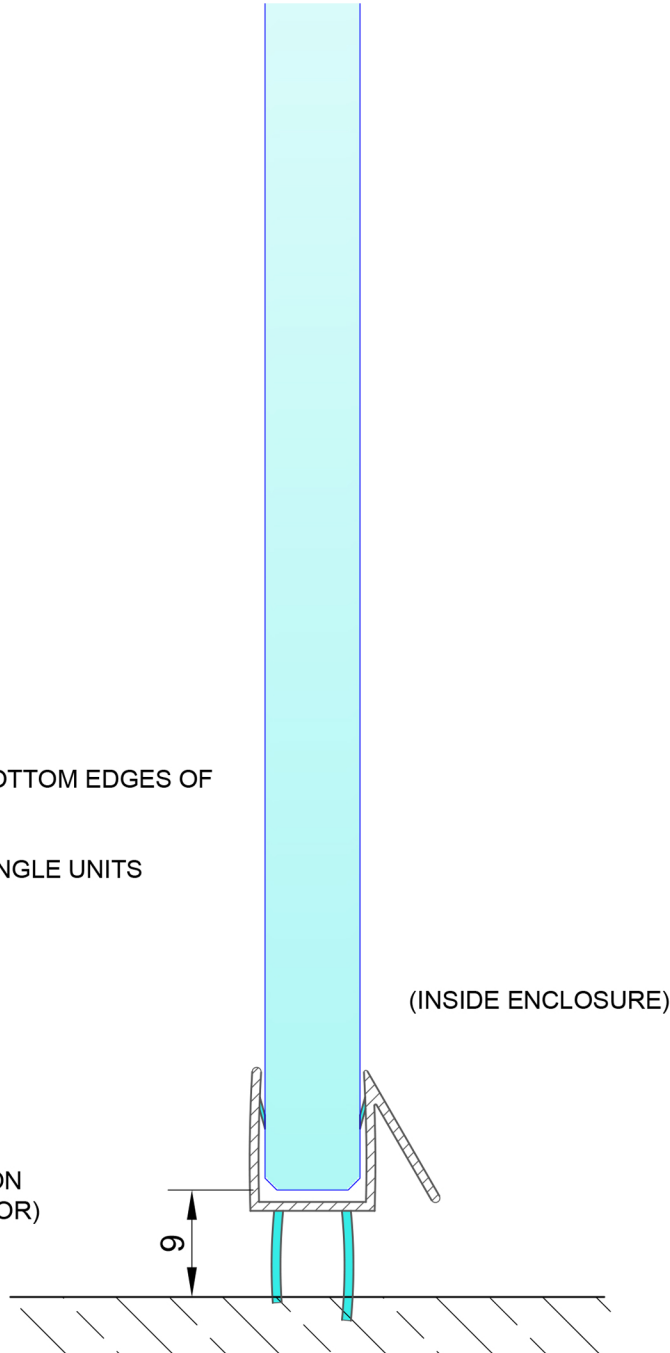 OTTOM EDGES OF
NGLE UNITS
(INSIDE ENCLOSURE)
ON
OR)
9